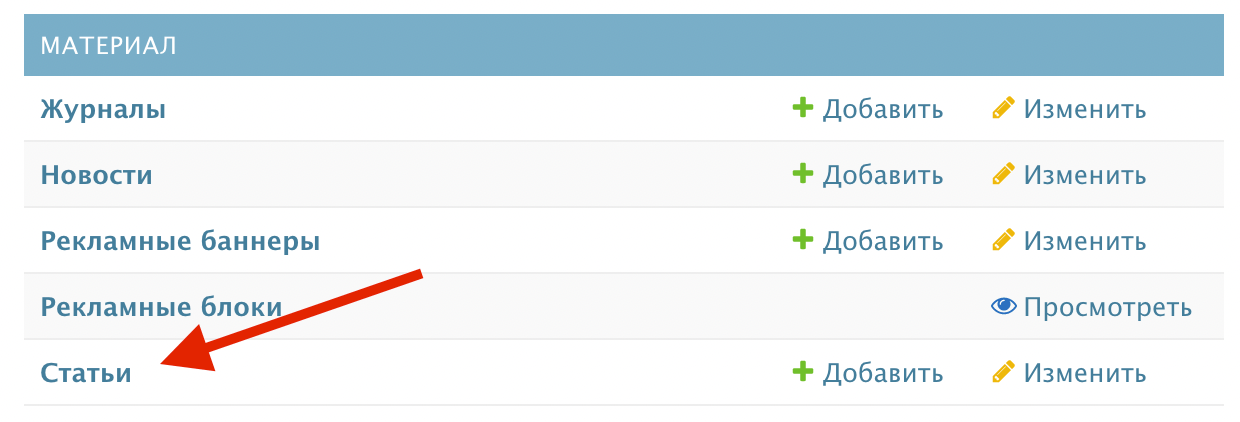 МАТЕРИАЛ
Журналы Добавить Изменить
Новости Добавить Изменить
Рекламные баннеры Добавить Изменить
Рекламные блоки Просмотреть
Статьи Добавить Изменить